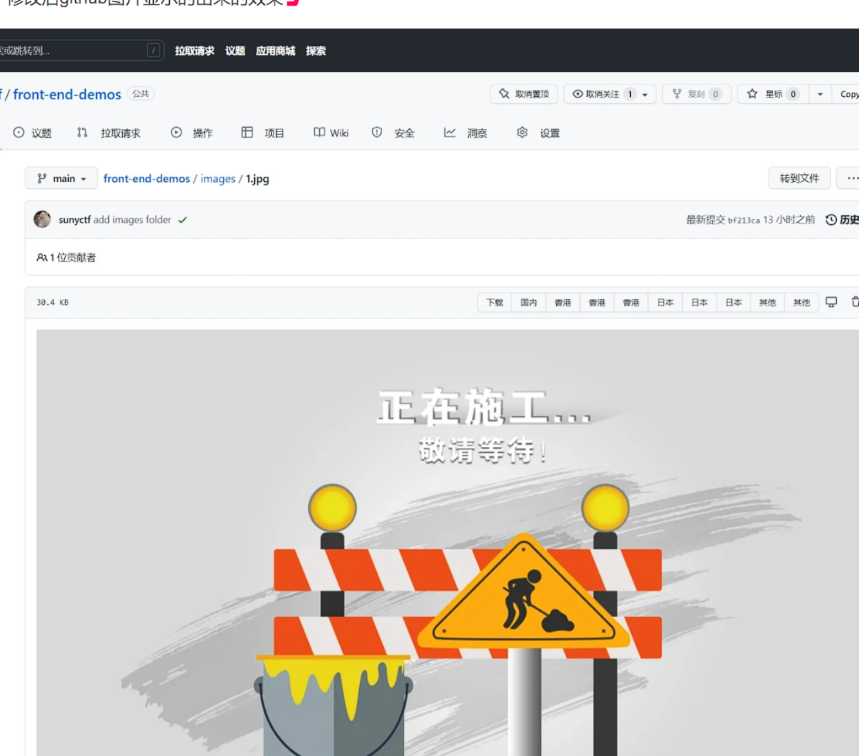 修改后github图片显示的出来的效果
或跳转到... /
拉取请求 议题 应用商城 探索
/ front-end-demos 公共
取消置顶 取消关注 1 复刻 0 星标 0
议题 拉取请求 操作 项目 Wiki 安全 洞察 设置
main front-end-demos / images / 1.jpg 转到文件 ...
sunyctf add images folder 最新提交 bf213ca 13 小时之前
1 位贡献者
30.4 KB 下载 国内 香港 香港 香港 日本 日本 日本 其他 其他
正在施工...
敬请等待!